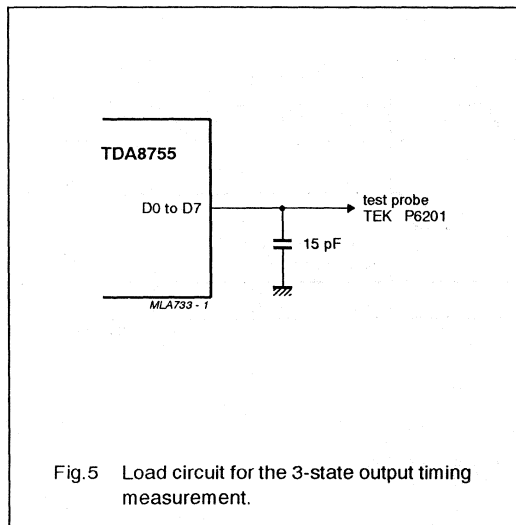 TDA8755
D0 to D7
test probe
TEK P6201
15 pF
MLA733 - 1
Fig.5 Load circuit for the 3-state output timing
measurement.